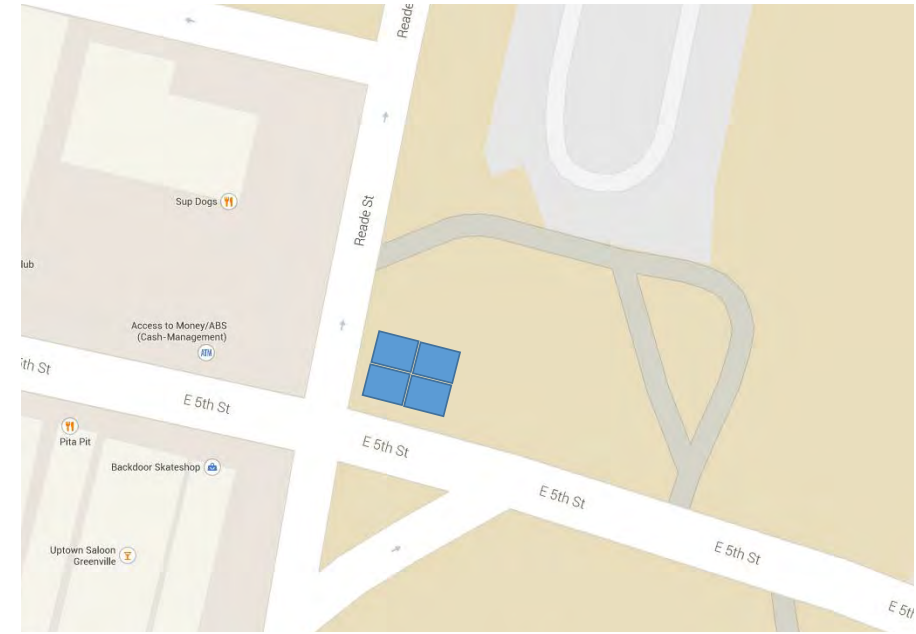 Reade
Sup Dogs
Reade St
lub
Access to Money/ABS
(Cash-Management)
ATM
5th St
E 5th St
Pita Pit
E 5th St
Backdoor Skateshop
E 5th St
Uptown Saloon
Greenville
E 5th St
E 5th